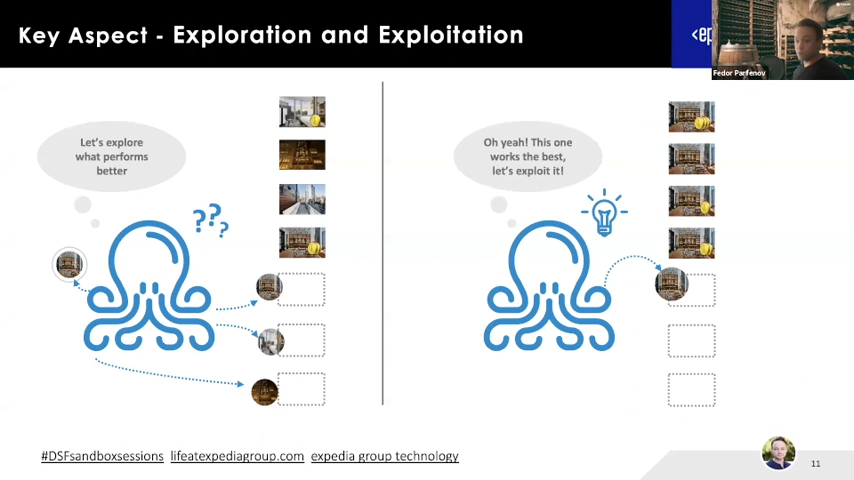 Key Aspect - Exploration and Exploitation
Fedor Parfenov
Let's explore
what performs
better
???
Oh yeah! This one
works the best,
let's exploit it!
#DSFsandboxsessions lifeatexpediagroup.com expedia group technology
11